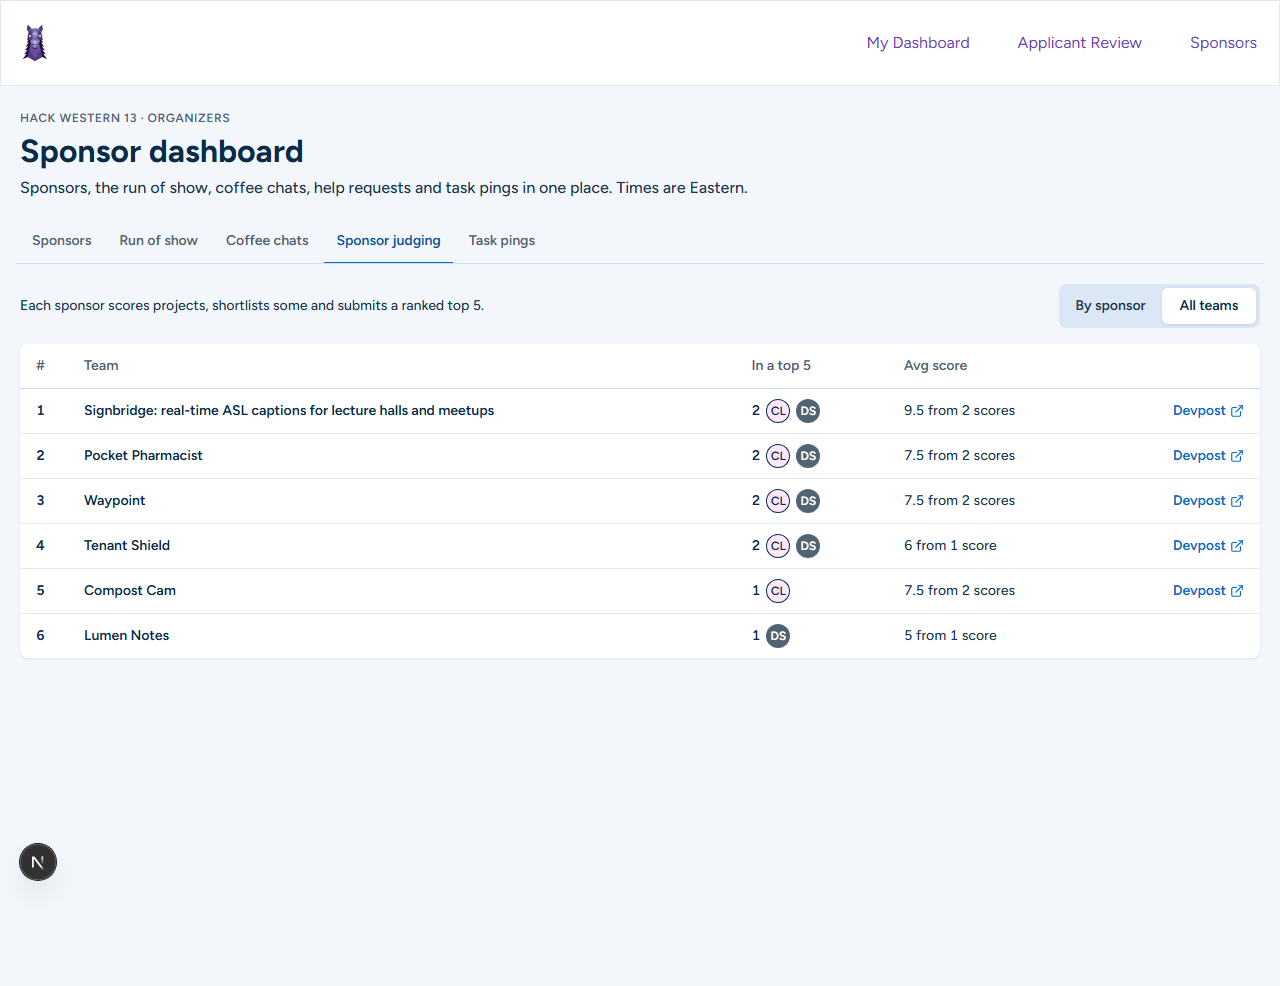 My Dashboard Applicant Review Sponsors
HACK WESTERN 13 · ORGANIZERS
Sponsor dashboard
Sponsors, the run of show, coffee chats, help requests and task pings in one place. Times are Eastern.
Sponsors Run of show Coffee chats Sponsor judging Task pings
Each sponsor scores projects, shortlists some and submits a ranked top 5.
By sponsor All teams
# Team In a top 5 Avg score
1 Signbridge: real-time ASL captions for lecture halls and meetups 2 CL DS 9.5 from 2 scores Devpost
2 Pocket Pharmacist 2 CL DS 7.5 from 2 scores Devpost
3 Waypoint 2 CL DS 7.5 from 2 scores Devpost
4 Tenant Shield 2 CL DS 6 from 1 score Devpost
5 Compost Cam 1 CL 7.5 from 2 scores Devpost
6 Lumen Notes 1 DS 5 from 1 score
N